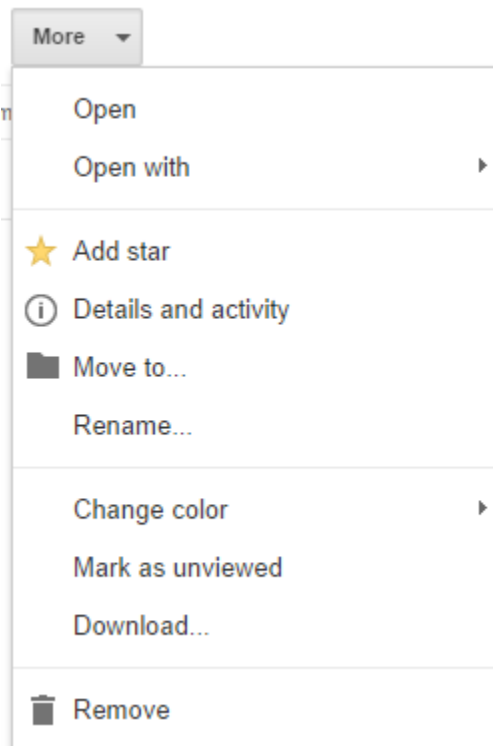 More
Open
Open with
Add star
Details and activity
Move to...
Rename...
Change color
Mark as unviewed
Download...
Remove